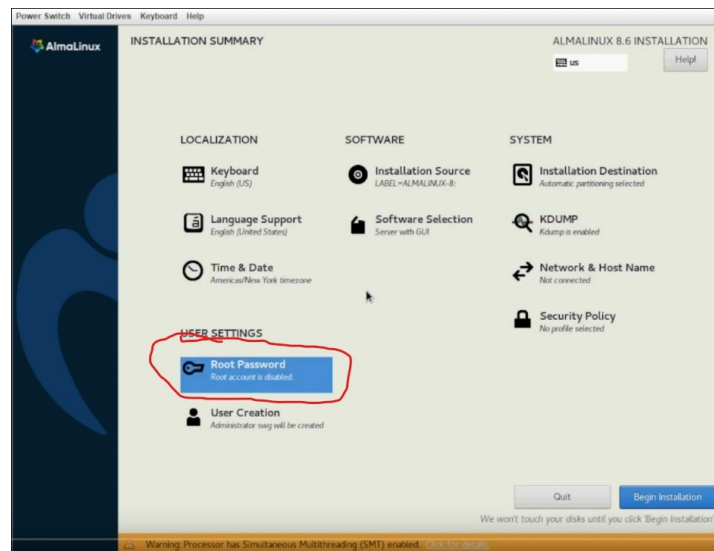 Power Switch Virtual Drives Keyboard Help
AlmaLinux
INSTALLATION SUMMARY
ALMALINUX 8.6 INSTALLATION
us
Help!
LOCALIZATION
Keyboard
English (US)
Language Support
English (United States)
Time & Date
Americas/New York timezone
SOFTWARE
Installation Source
LABEL=ALMALINUX-8:
Software Selection
Server with GUI
SYSTEM
Installation Destination
Automatic partitioning selected
KDUMP
Kdump is enabled
Network & Host Name
Not connected
Security Policy
No profile selected
USER SETTINGS
Root Password
Root account is disabled.
User Creation
Administrator swg will be created
Quit
Begin Installation
We won't touch your disks until you click 'Begin Installation'
Warning: Processor has Simultaneous Multithreading (SMT) enabled. Click for details.